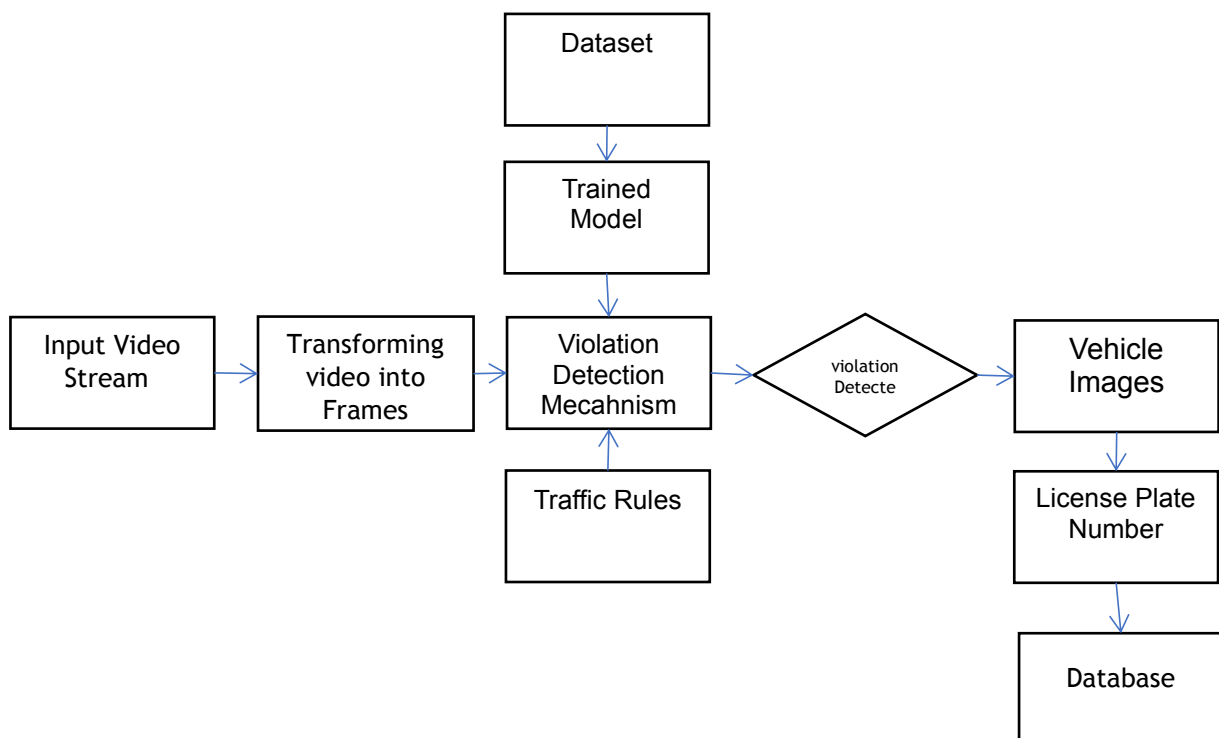 Dataset
Trained
Model
Input Video
Stream
Transforming
video into
Frames
Violation
Detection
Mecahnism
violation
Detecte
Vehicle
Images
Traffic Rules
License Plate
Number
Database